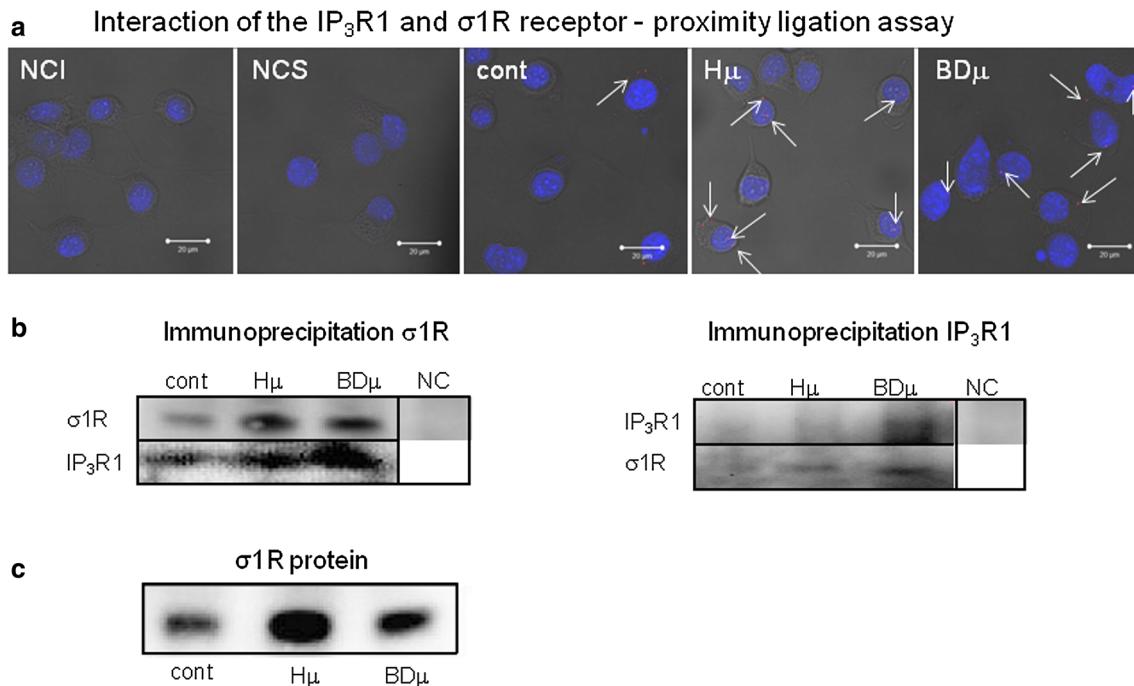 a
Interaction of the IP₃R1 and σ1R receptor - proximity ligation assay
NCI NCS cont Hμ BDμ
20 μm 20 μm 20 μm 20 μm 20 μm
b
Immunoprecipitation σ1R
cont Hμ BDμ NC
σ1R
IP₃R1
Immunoprecipitation IP₃R1
cont Hμ BDμ NC
IP₃R1
σ1R
c
σ1R protein
cont Hμ BDμ